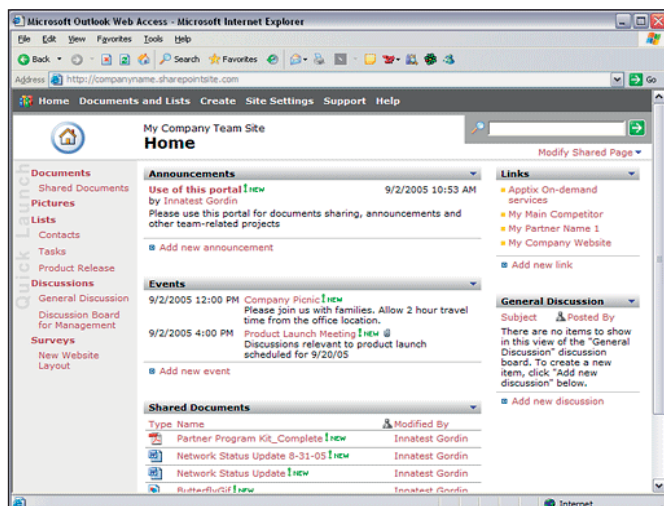 Microsoft Outlook Web Access - Microsoft Internet Explorer
File Edit View Favorites Tools Help
Back Search Favorites
Address http://companyname.sharepointsite.com Go
Home Documents and Lists Create Site Settings Support Help
My Company Team Site
Home
Modify Shared Page
Quick Launch
Documents
Shared Documents
Pictures
Lists
Contacts
Tasks
Product Release
Discussions
General Discussion
Discussion Board
for Management
Surveys
New Website
Layout
Announcements
Use of this portal ! NEW 9/2/2005 10:53 AM
by Innatest Gordin
Please use this portal for documents sharing, announcements and
other team-related projects
Add new announcement
Events
9/2/2005 12:00 PM Company Picnic ! NEW
Please join us with families. Allow 2 hour travel
time from the office location.
9/2/2005 4:00 PM Product Launch Meeting ! NEW
Discussions relevant to product launch
scheduled for 9/20/05
Add new event
Shared Documents
Type Name Modified By
Partner Program Kit_Complete ! NEW Innatest Gordin
Network Status Update 8-31-05 ! NEW Innatest Gordin
Network Status Update ! NEW Innatest Gordin
ButterflyGif ! NEW Innatest Gordin
Links
Apptix On-demand
services
My Main Competitor
My Partner Name 1
My Company Website
Add new link
General Discussion
Subject Posted By
There are no items to show
in this view of the "General
Discussion" discussion
board. To create a new
item, click "Add new
discussion" below.
Add new discussion
Internet